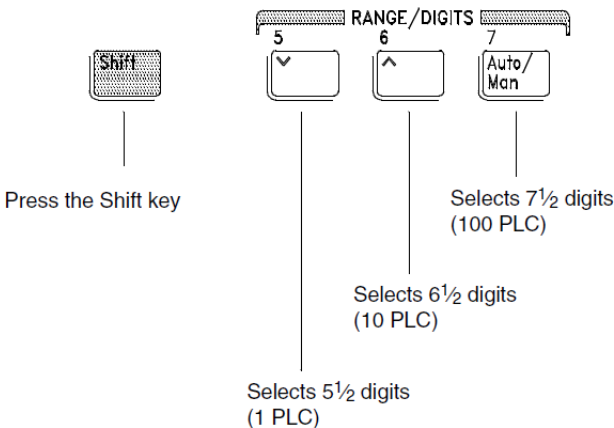 RANGE/DIGITS
5 6 7
Shift
Auto/
Man
Press the Shift key
Selects 7½ digits
(100 PLC)
Selects 6½ digits
(10 PLC)
Selects 5½ digits
(1 PLC)